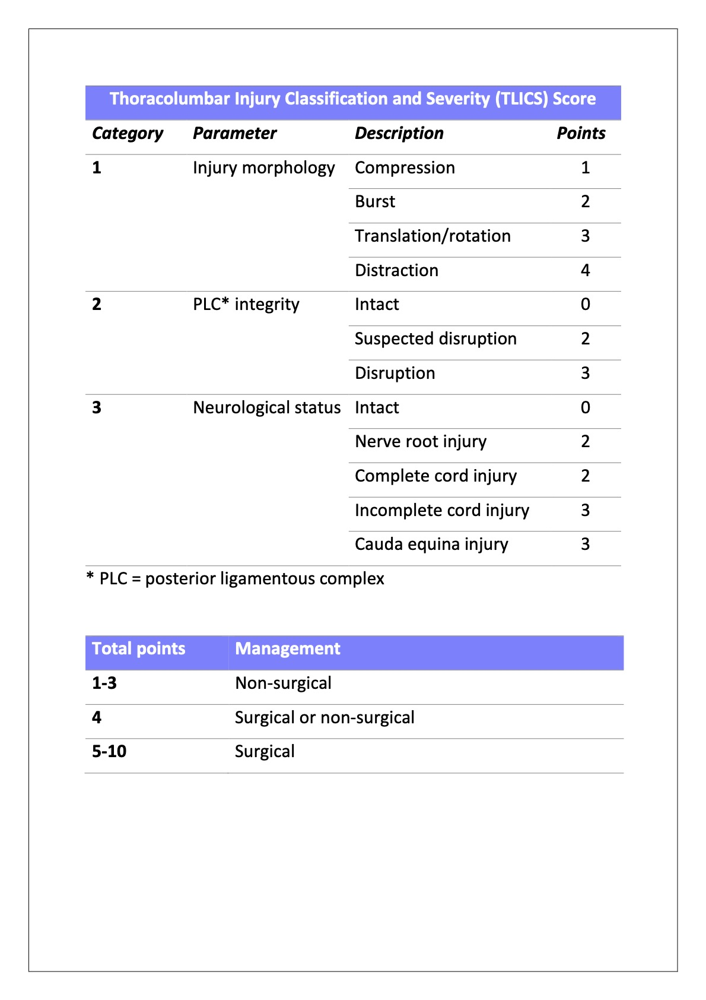 Thoracolumbar Injury Classification and Severity (TLICS) Score
Category Parameter Description Points
1 Injury morphology Compression 1
Burst 2
Translation/rotation 3
Distraction 4
2 PLC* integrity Intact 0
Suspected disruption 2
Disruption 3
3 Neurological status Intact 0
Nerve root injury 2
Complete cord injury 2
Incomplete cord injury 3
Cauda equina injury 3
* PLC = posterior ligamentous complex
Total points Management
1-3 Non-surgical
4 Surgical or non-surgical
5-10 Surgical